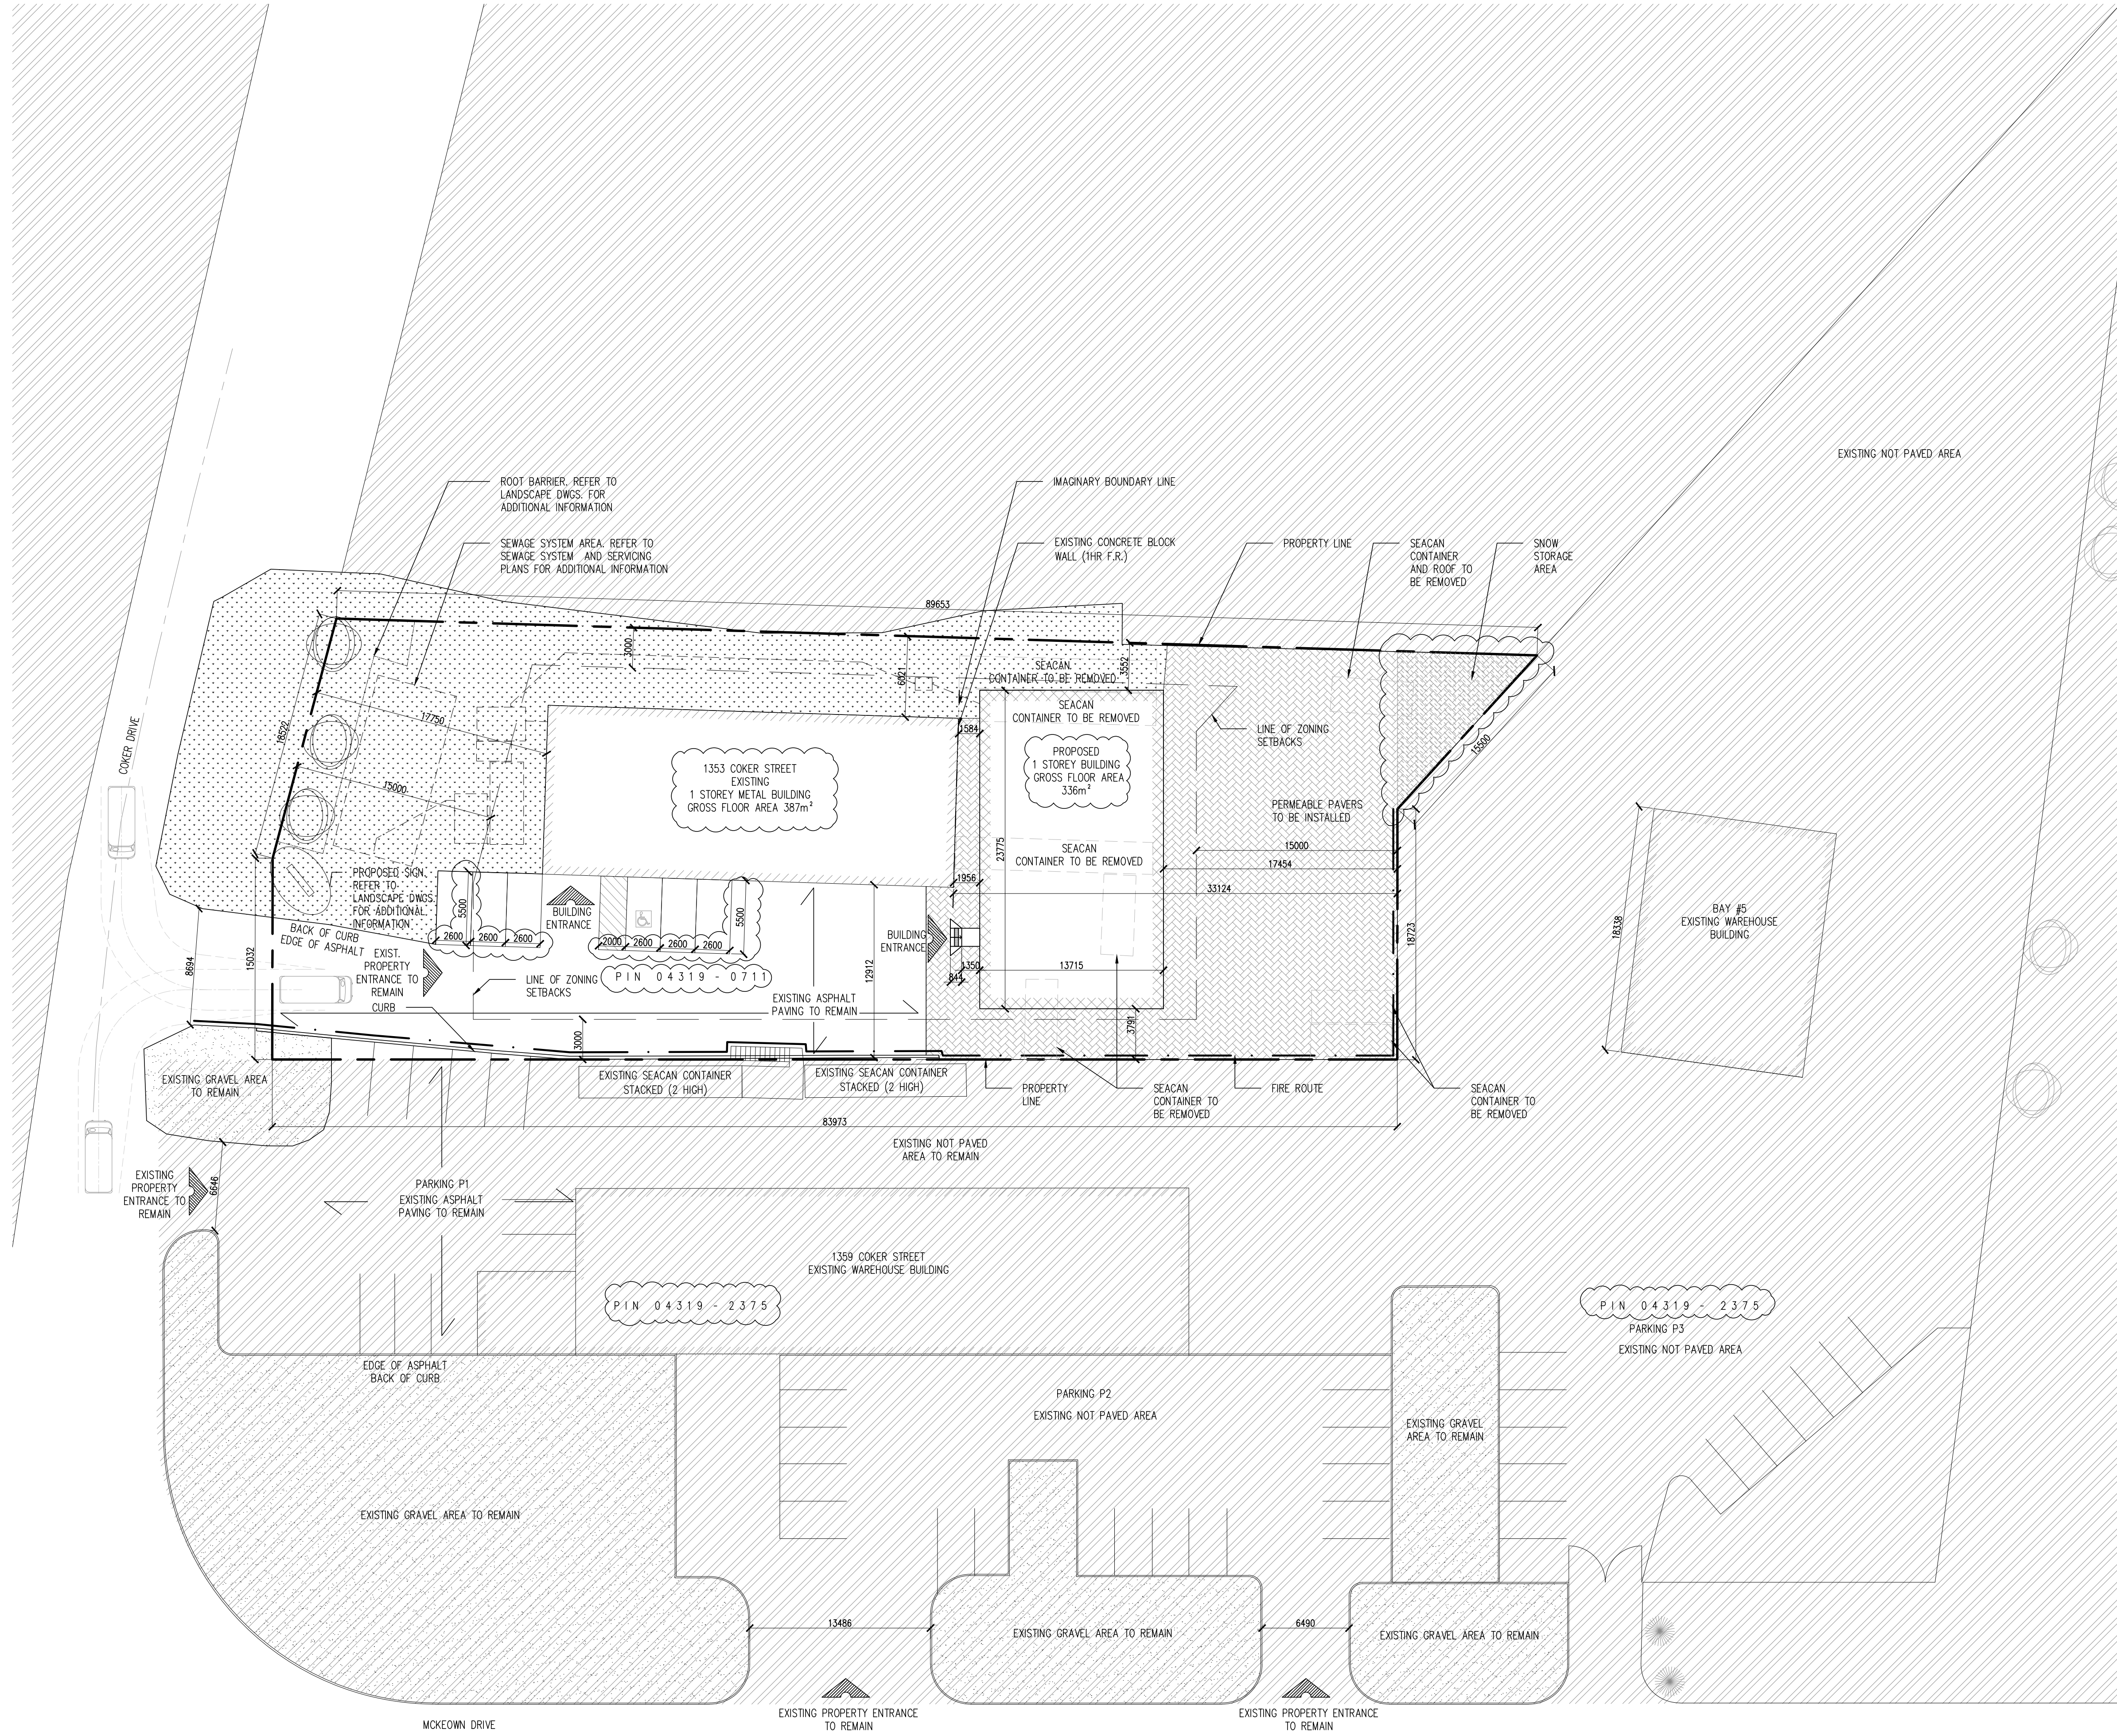 EXISTING NOT PAVED AREA
ROOT BARRIER. REFER TO
LANDSCAPE DWGS. FOR
ADDITIONAL INFORMATION
IMAGINARY BOUNDARY LINE
SEWAGE SYSTEM AREA. REFER TO
SEWAGE SYSTEM AND SERVICING
PLANS FOR ADDITIONAL INFORMATION
EXISTING CONCRETE BLOCK
WALL (1HR F.R.)
PROPERTY LINE
SEACAN
CONTAINER
AND ROOF TO
BE REMOVED
SNOW
STORAGE
AREA
89653
3000
6021
3552
SEACAN
CONTAINER TO BE REMOVED
SEACAN
CONTAINER TO BE REMOVED
COKER DRIVE
18522
17750
15000
1584
LINE OF ZONING
SETBACKS
15500
1353 COKER STREET
EXISTING
1 STOREY METAL BUILDING
GROSS FLOOR AREA 387m²
PROPOSED
1 STOREY BUILDING
GROSS FLOOR AREA
336m²
PERMEABLE PAVERS
TO BE INSTALLED
SEACAN
CONTAINER TO BE REMOVED
23775
15000
17454
33124
1956
PROPOSED SIGN.
REFER TO
LANDSCAPE DWGS.
FOR ADDITIONAL
INFORMATION
5500
BUILDING
ENTRANCE
5500
2600
2600
2600
2000
2600
2600
2600
BUILDING
ENTRANCE
18723
18338
BAY #5
EXISTING WAREHOUSE
BUILDING
BACK OF CURB
EDGE OF ASPHALT
8694
15032
EXIST.
PROPERTY
ENTRANCE TO
REMAIN
CURB
LINE OF ZONING
SETBACKS
PIN 04319 - 0711
12912
1350
844
13715
EXISTING ASPHALT
PAVING TO REMAIN
3000
3791
EXISTING GRAVEL AREA
TO REMAIN
EXISTING SEACAN CONTAINER
STACKED (2 HIGH)
EXISTING SEACAN CONTAINER
STACKED (2 HIGH)
PROPERTY
LINE
SEACAN
CONTAINER TO
BE REMOVED
FIRE ROUTE
SEACAN
CONTAINER TO
BE REMOVED
83973
EXISTING NOT PAVED
AREA TO REMAIN
EXISTING
PROPERTY
ENTRANCE TO
REMAIN
6646
PARKING P1
EXISTING ASPHALT
PAVING TO REMAIN
1359 COKER STREET
EXISTING WAREHOUSE BUILDING
PIN 04319 - 2375
PIN 04319 - 2375
PARKING P3
EXISTING NOT PAVED AREA
EDGE OF ASPHALT
BACK OF CURB
PARKING P2
EXISTING NOT PAVED AREA
EXISTING GRAVEL
AREA TO REMAIN
EXISTING GRAVEL AREA TO REMAIN
13486
EXISTING GRAVEL AREA TO REMAIN
6490
EXISTING GRAVEL AREA TO REMAIN
MCKEOWN DRIVE
EXISTING PROPERTY ENTRANCE
TO REMAIN
EXISTING PROPERTY ENTRANCE
TO REMAIN